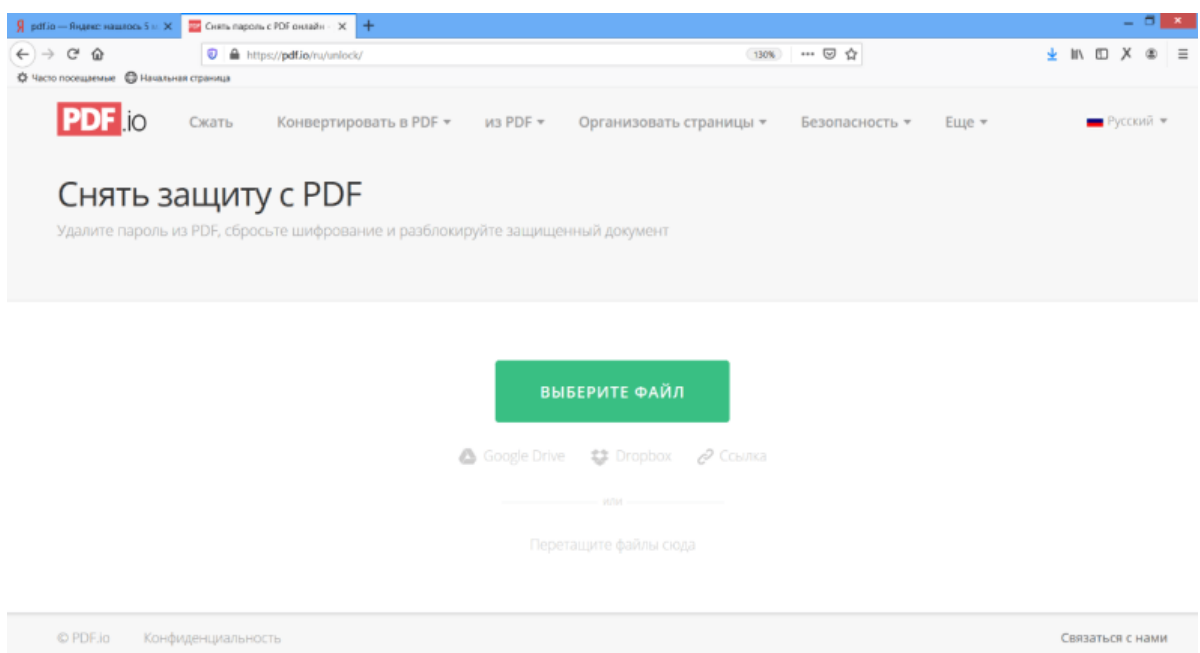 Я pdf.io — Яндекс: нашлось 5 м
PDF Снять пароль с PDF онлайн -
https://pdf.io/ru/unlock/
130%
Часто посещаемые Начальная страница
PDF.io Сжать Конвертировать в PDF из PDF Организовать страницы Безопасность Еще Русский
Снять защиту с PDF
Удалите пароль из PDF, сбросьте шифрование и разблокируйте защищенный документ
ВЫБЕРИТЕ ФАЙЛ
Google Drive Dropbox Ссылка
или
Перетащите файлы сюда
© PDF.io Конфиденциальность Связаться с нами